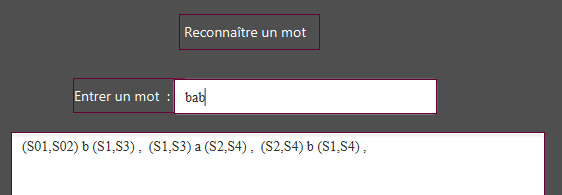 Reconnaître un mot
Entrer un mot : bab
(S01,S02) b (S1,S3) , (S1,S3) a (S2,S4) , (S2,S4) b (S1,S4) ,